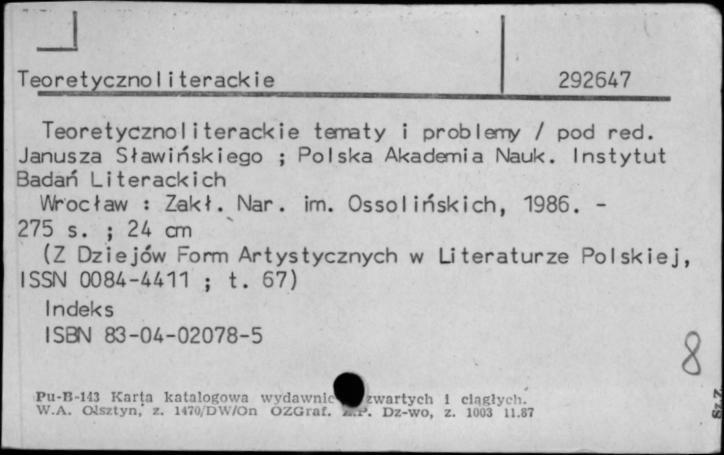 Teoretycznoliterackie 292647
Teoretycznoliterackie tematy i problemy / pod red.
Janusza Sławińskiego ; Polska Akademia Nauk. Instytut
Badań Literackich
Wrocław : Zakł. Nar. im. Ossolińskich, 1986. -
275 s. ; 24 cm
(Z Dziejów Form Artystycznych w Literaturze Polskiej,
ISSN 0084-4411 ; t. 67)
Indeks
ISBN 83-04-02078-5
8
Pu-B-143 Karta katalogowa zwartych i ciągłych.
W.A. Olsztyn, z. 1470/DW/On OZGraf. Dz-wo, z. 1003 11.87
Sz.Z